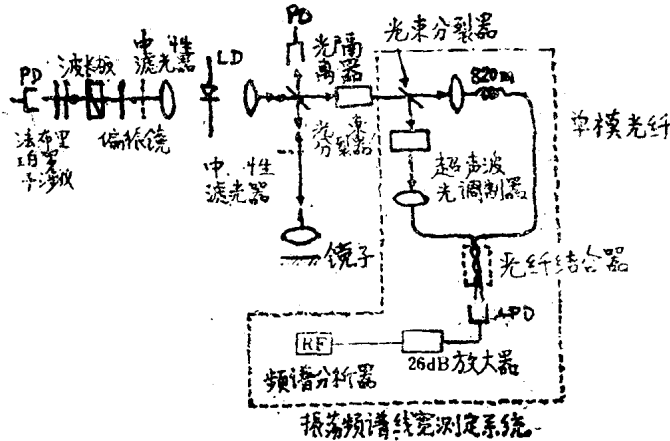 PD
光隔
离器
光束分裂器
PD
波长板
中性
滤光器
LD
820m
单模光纤
法布里
珀罗
干涉仪
偏振镜
中性
滤光器
光束
分裂器
超声波
光调制器
镜子
光纤结合器
APD
RF
26dB放大器
频谱分析器
振荡频谱线宽测定系统